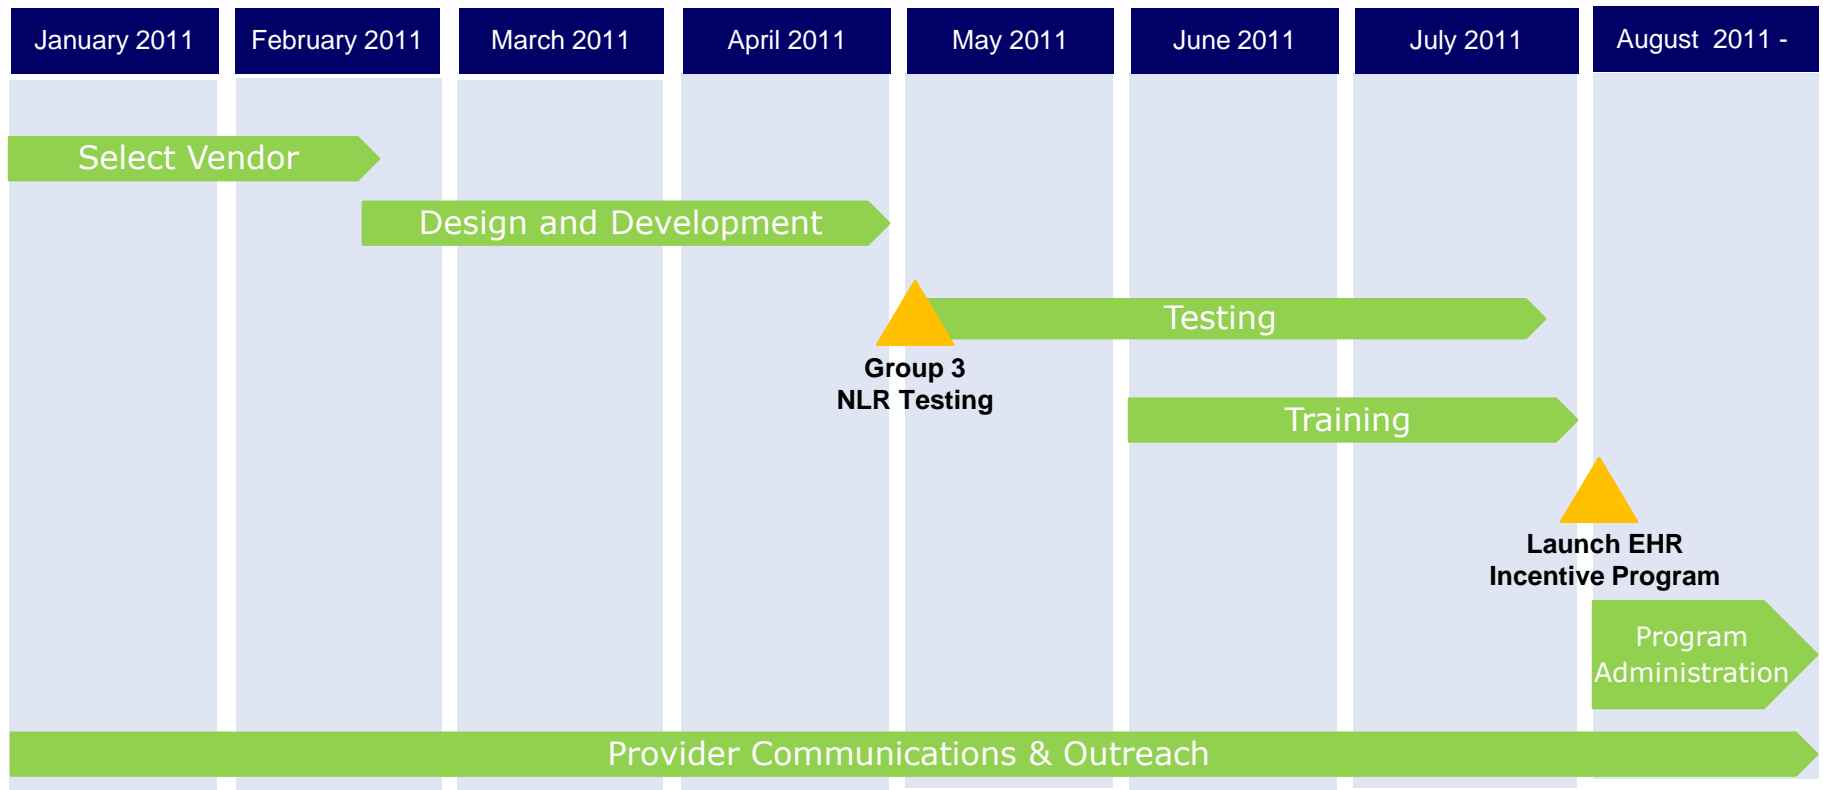 January 2011
February 2011
March 2011
April 2011
May 2011
June 2011
July 2011
August  2011 -
Select Vendor
Design and Development
Testing
Group 3
NLR Testing
Training
Launch EHR
Incentive Program
Program
Administration
Provider Communications & Outreach